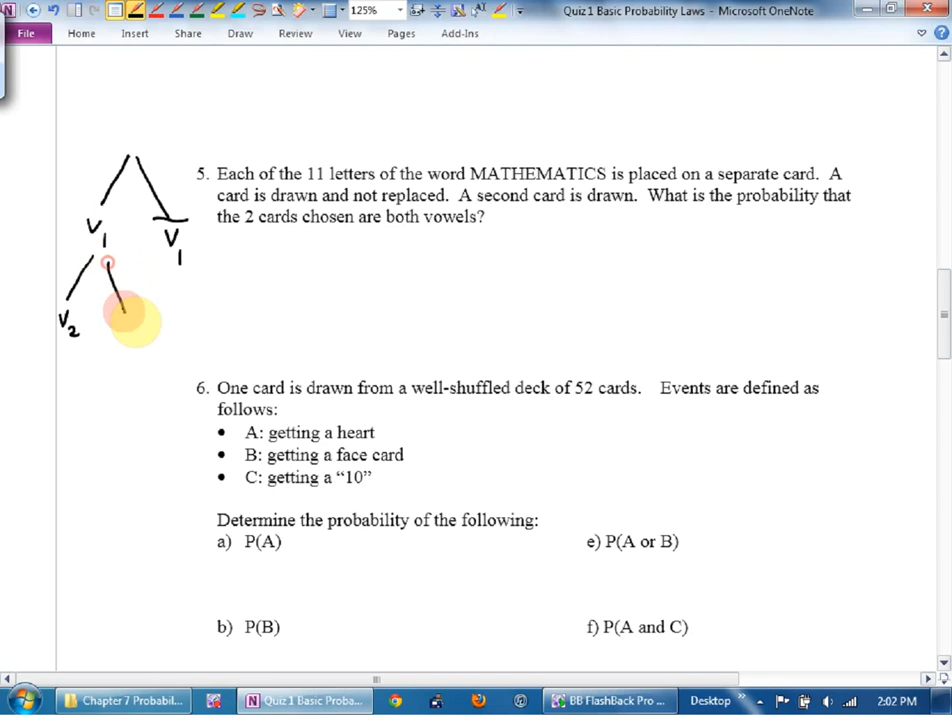 125%
Quiz 1 Basic Probability Laws - Microsoft OneNote
File Home Insert Share Draw Review View Pages Add-Ins
5. Each of the 11 letters of the word MATHEMATICS is placed on a separate card. A
card is drawn and not replaced. A second card is drawn. What is the probability that
the 2 cards chosen are both vowels?
V1
V̅1
V2
6. One card is drawn from a well-shuffled deck of 52 cards. Events are defined as
follows:
• A: getting a heart
• B: getting a face card
• C: getting a “10”
Determine the probability of the following:
a) P(A) e) P(A or B)
b) P(B) f) P(A and C)
Chapter 7 Probabil... Quiz 1 Basic Proba... BB FlashBack Pro ... Desktop 2:02 PM